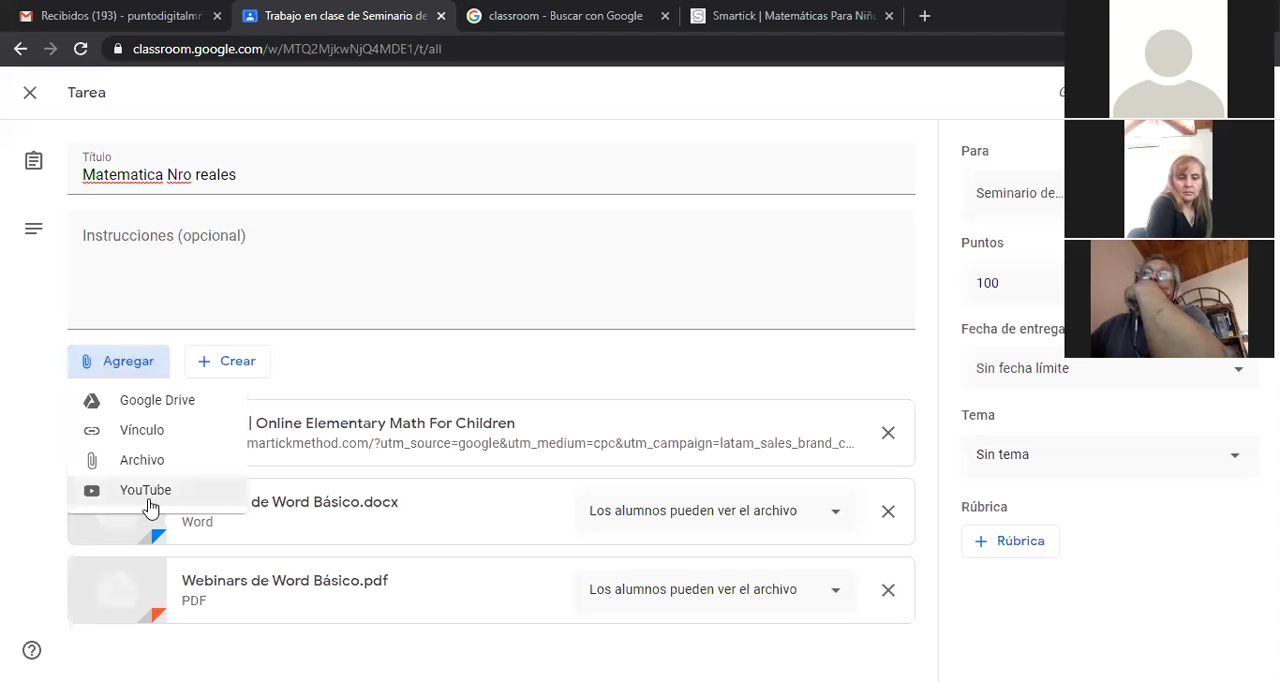 Recibidos (193) - puntodigitalmr
Trabajo en clase de Seminario de
classroom - Buscar con Google
Smartick | Matemáticas Para Niño
classroom.google.com/w/MTQ2MjkwNjQ4MDE1/t/all
Tarea
Título
Matematica Nro reales
Instrucciones (opcional)
Agregar
Crear
Google Drive
Vínculo
Archivo
YouTube
| Online Elementary Math For Children
martickmethod.com/?utm_source=google&utm_medium=cpc&utm_campaign=latam_sales_brand_c...
de Word Básico.docx
Word
Los alumnos pueden ver el archivo
Webinars de Word Básico.pdf
PDF
Los alumnos pueden ver el archivo
Para
Seminario de...
Puntos
100
Fecha de entrega
Sin fecha límite
Tema
Sin tema
Rúbrica
Rúbrica